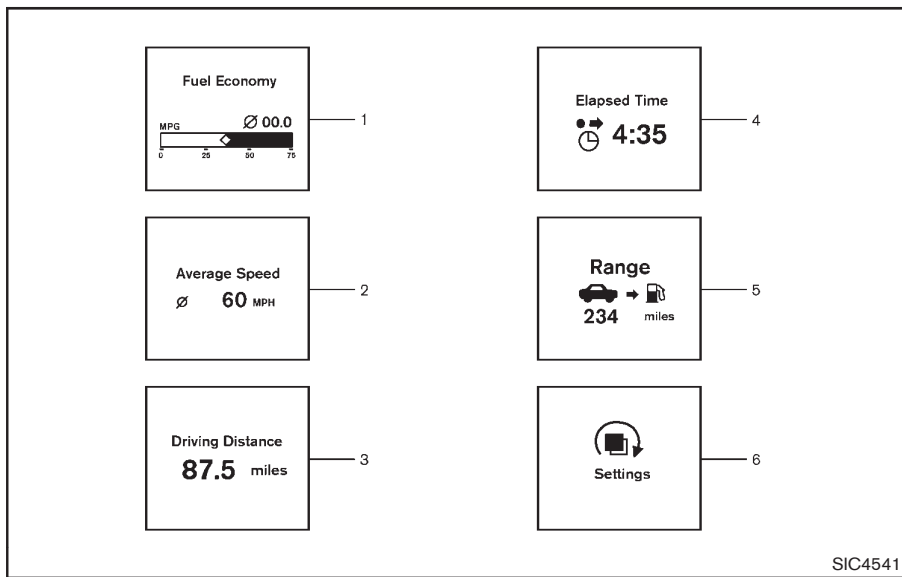 Fuel Economy
MPG Ø 00.0
0 25 50 75
1
Average Speed
Ø 60 MPH
2
Driving Distance
87.5 miles
3
Elapsed Time
4:35
4
Range
234 miles
5
Settings
6
SIC4541